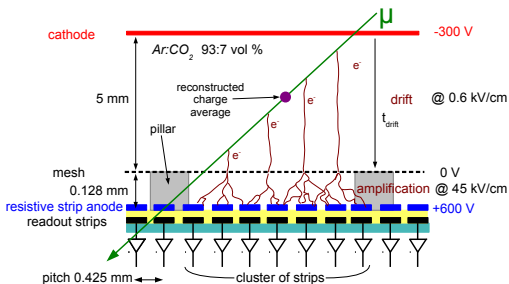 cathode
μ
-300 V
Ar:CO2 93:7 vol %
e-
5 mm
reconstructed
charge
average
e-
drift
@ 0.6 kV/cm
tdrift
e-
pillar
e-
mesh
0 V
0.128 mm
amplification @ 45 kV/cm
resistive strip anode
+600 V
readout strips
pitch 0.425 mm
cluster of strips